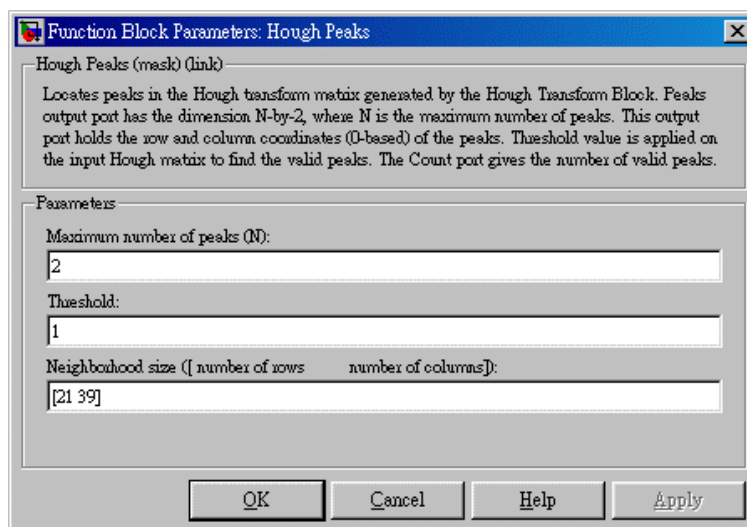 Function Block Parameters: Hough Peaks
Hough Peaks (mask) (link)
Locates peaks in the Hough transform matrix generated by the Hough Transform Block. Peaks
output port has the dimension N-by-2, where N is the maximum number of peaks. This output
port holds the row and column coordinates (0-based) of the peaks. Threshold value is applied on
the input Hough matrix to find the valid peaks. The Count port gives the number of valid peaks.
Parameters
Maximum number of peaks (N):
2
Threshold:
1
Neighborhood size ([ number of rows number of columns]):
[21 39]
OK Cancel Help Apply